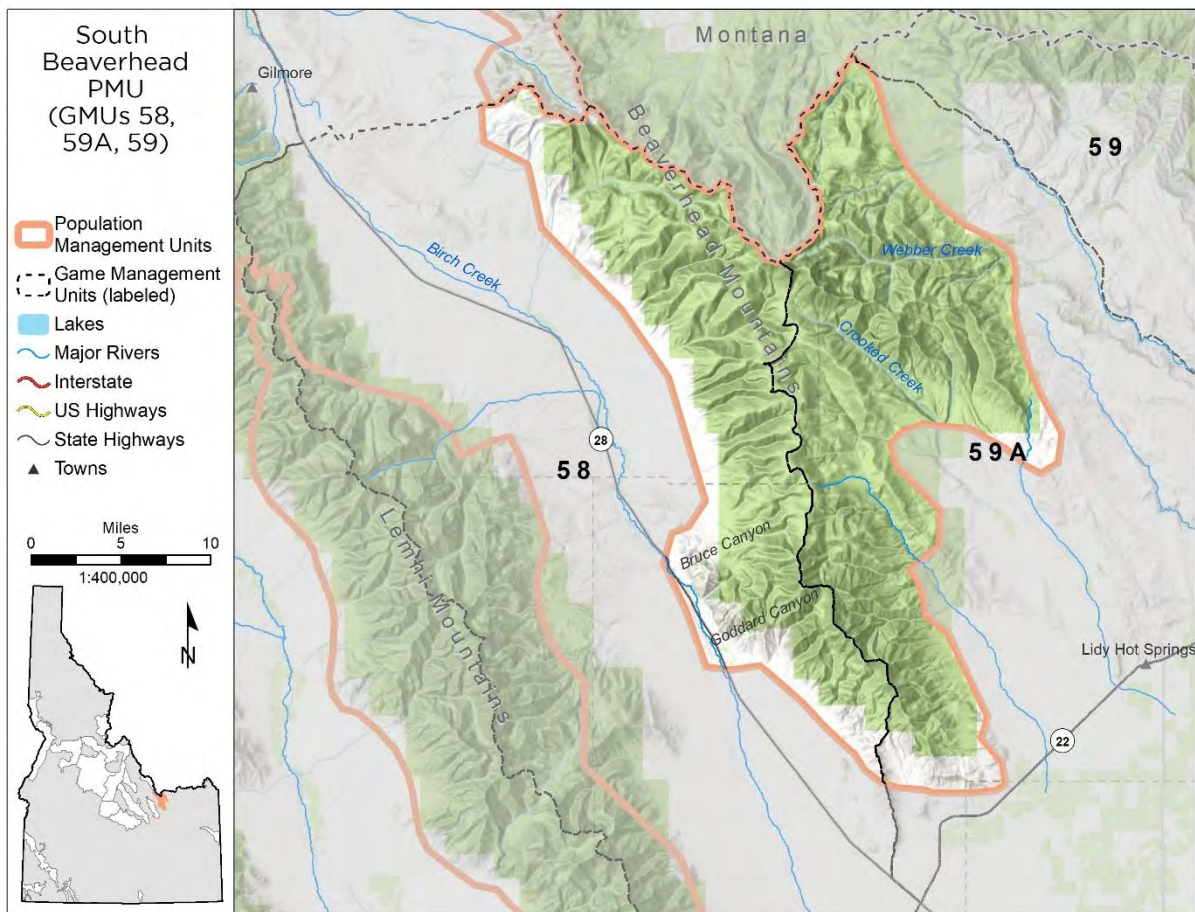 South
Beaverhead
PMU
(GMUs 58,
59A, 59)
Population
Management Units
Game Management
Units (labeled)
Lakes
Major Rivers
Interstate
US Highways
State Highways
Towns
Miles
0 5 10
1:400,000
N
Montana
Gilmore
Beaverhead Mountains
59
Webber Creek
Birch Creek
Crooked Creek
28
58
59A
Lemhi Mountains
Bruce Canyon
Goddard Canyon
Lidy Hot Springs
22